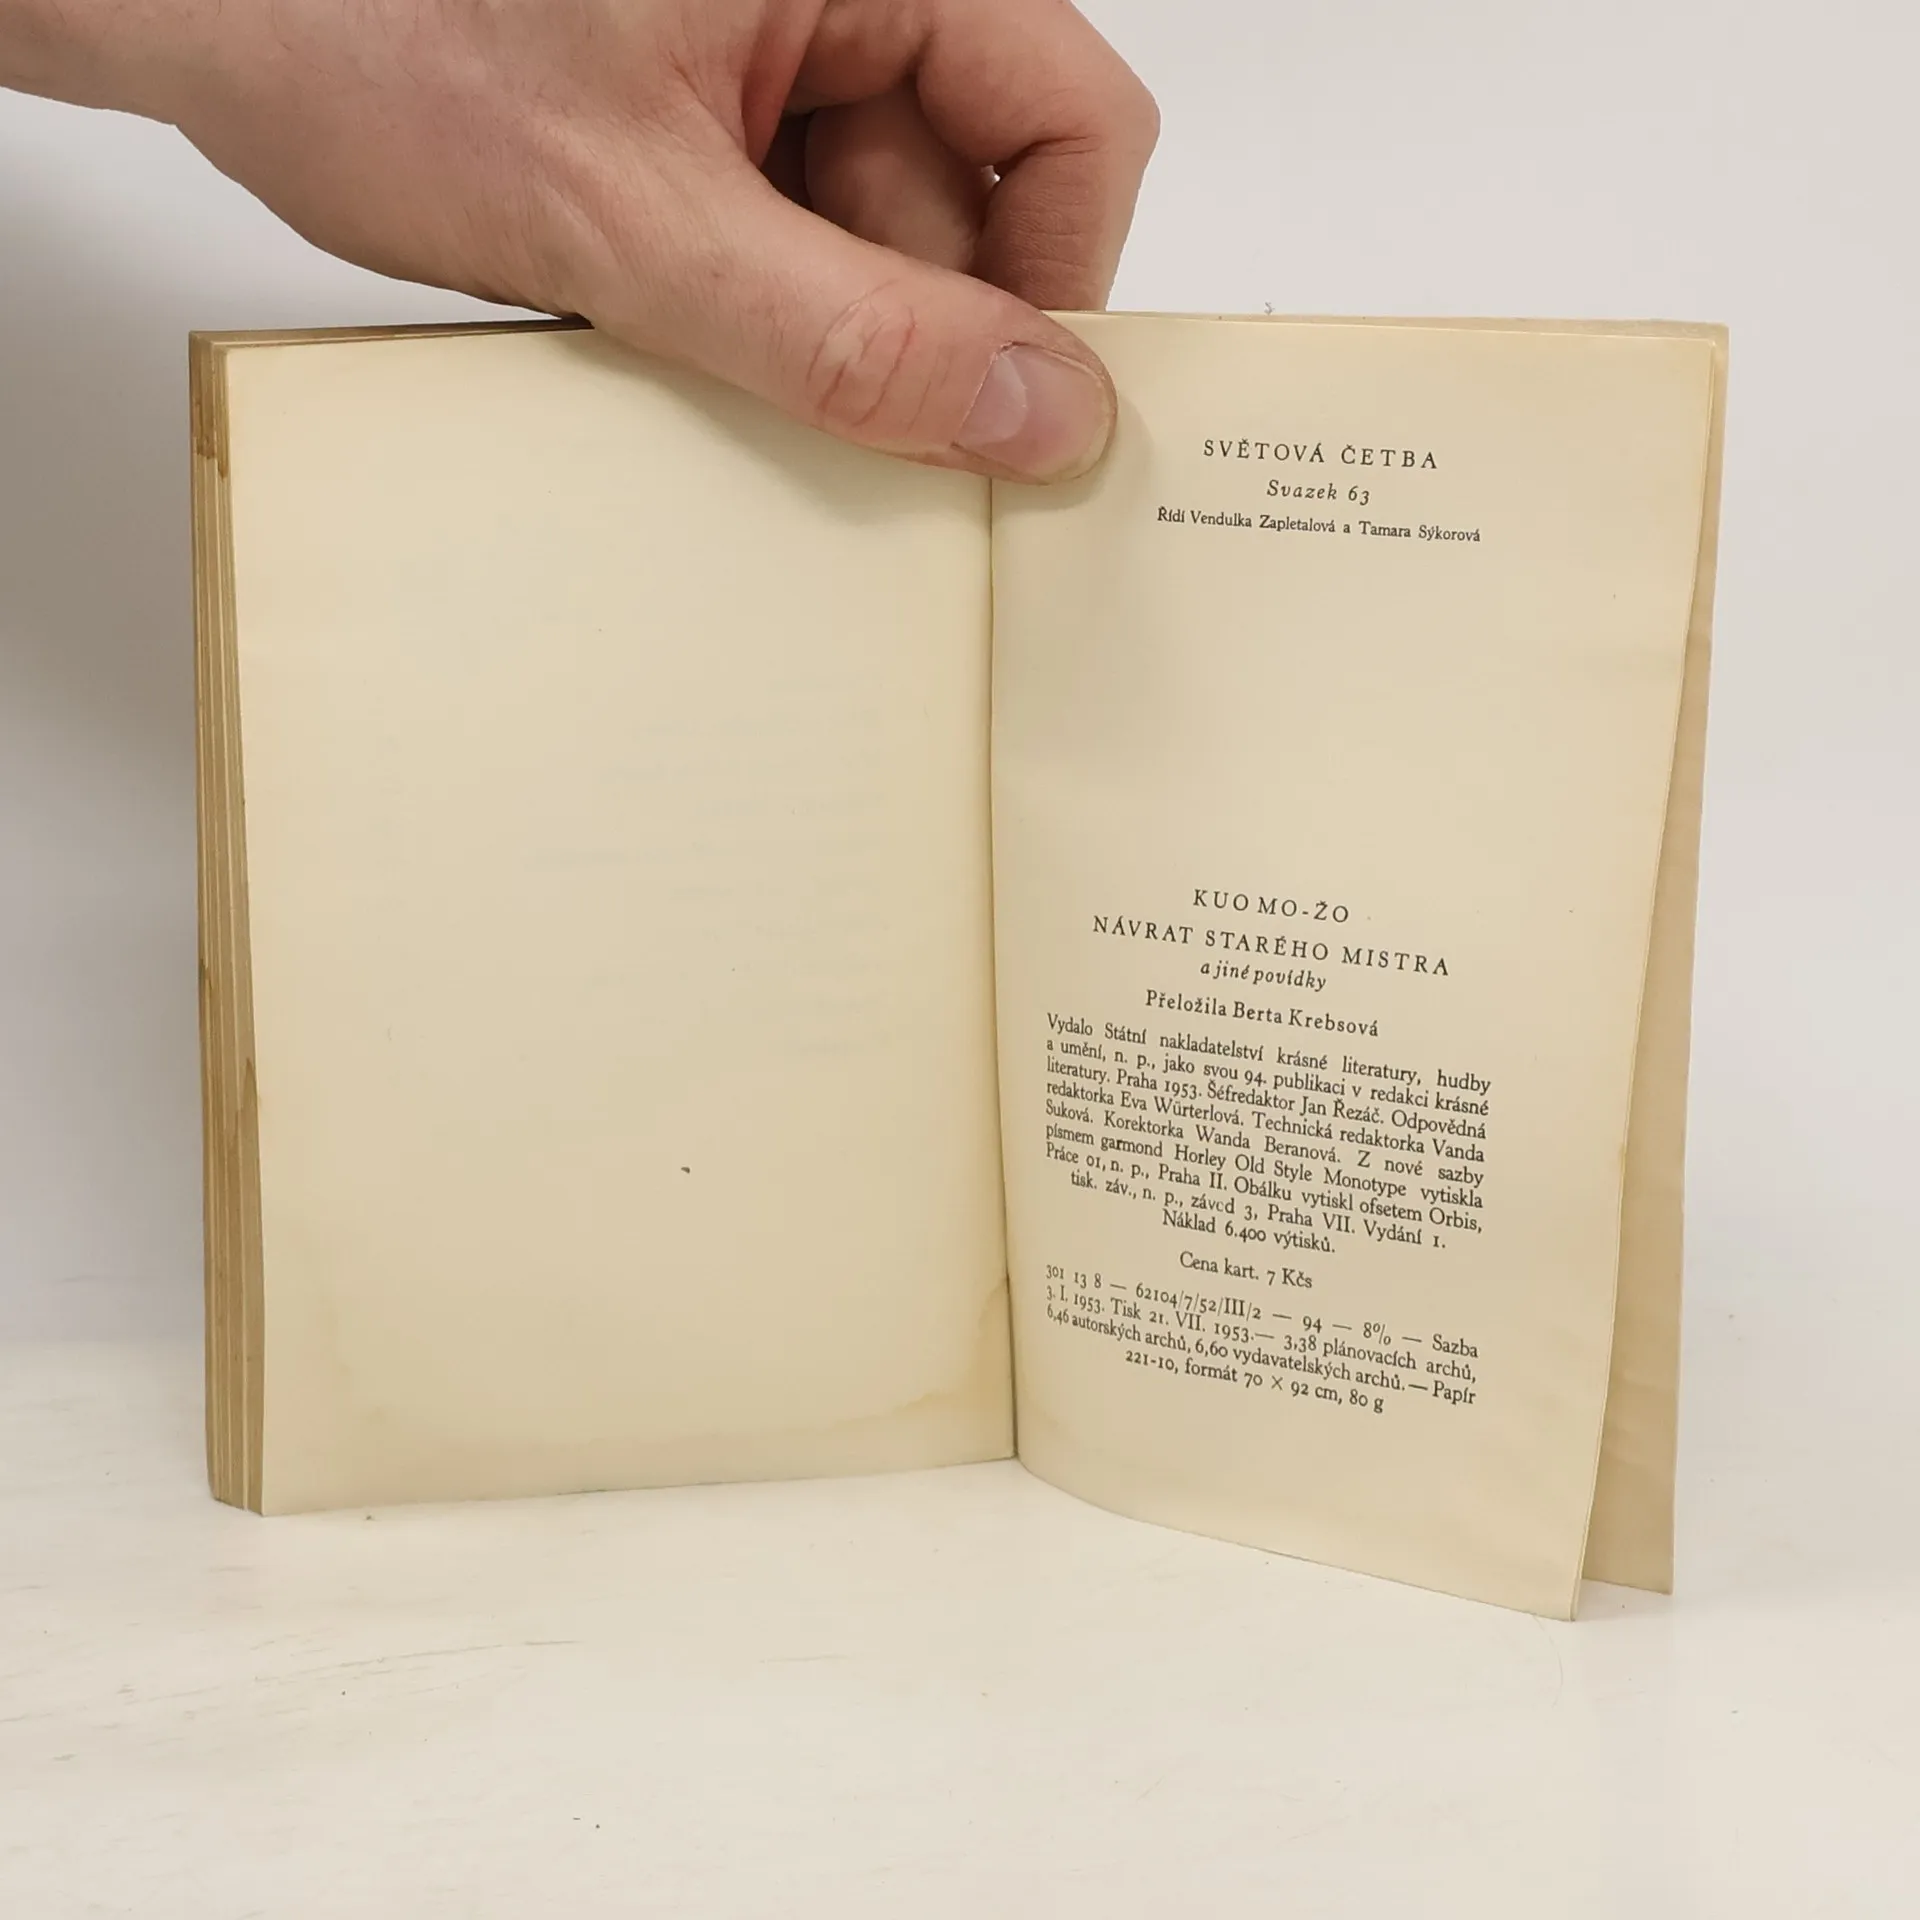 SVĚTOVÁ ČETBA
Svazek 63
Řídí Vendulka Zapletalová a Tamara Sýkorová
KUO MO-ŽO
NÁVRAT STARÉHO MISTRA
a jiné povídky
Přeložila Berta Krebsová
Vydalo Státní nakladatelství krásné literatury, hudby
a umění, n. p., jako svou 94. publikaci v redakci krásné
literatury. Praha 1953. Šéfredaktor Jan Řezáč. Odpovědná
redaktorka Eva Würterlová. Technická redaktorka Vanda
Suková. Korektorka Wanda Beranová. Z nové sazby
písmem garmond Horley Old Style Monotype vytiskla
Práce 01, n. p., Praha II. Obálku vytiskl ofsetem Orbis,
tisk. záv., n. p., závod 3, Praha VII. Vydání 1.
Náklad 6.400 výtisků.
Cena kart. 7 Kčs
301 13 8 — 62104/7/52/III/2 — 94 — 8% — Sazba
3. I. 1953. Tisk 21. VII. 1953.— 3,38 plánovacích archů,
6,46 autorských archů, 6,60 vydavatelských archů. — Papír
221-10, formát 70 × 92 cm, 80 g